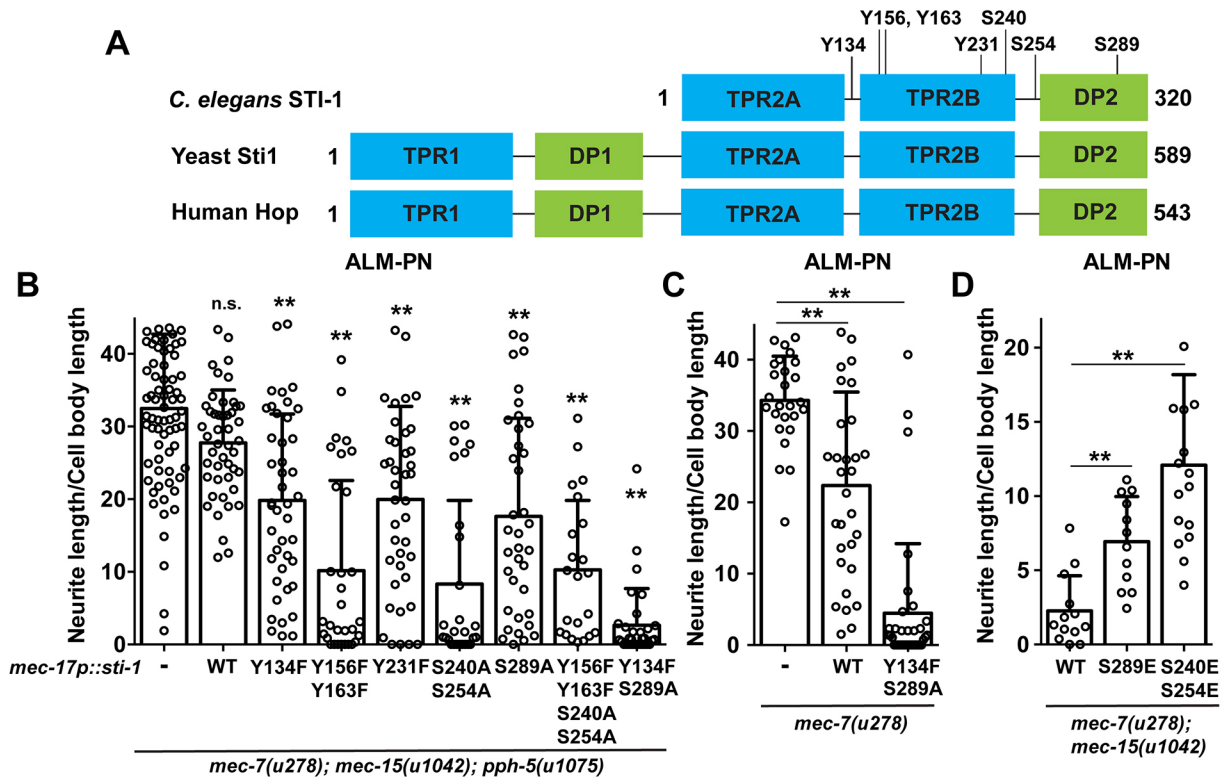 A
Y156, Y163 S240
Y134 Y231 S254 S289
C. elegans STI-1 1 TPR2A TPR2B DP2 320
Yeast Sti1 1 TPR1 DP1 TPR2A TPR2B DP2 589
Human Hop 1 TPR1 DP1 TPR2A TPR2B DP2 543
B
ALM-PN
Neurite length/Cell body length
40
30
20
10
0
n.s. ** ** ** ** ** ** **
mec-17p::sti-1 - WT Y134F Y156F Y231F S240A S289A Y156F Y134F
Y163F S254A Y163F S289A
S240A
S254A
mec-7(u278); mec-15(u1042); pph-5(u1075)
C
ALM-PN
Neurite length/Cell body length
40
30
20
10
0
**
**
- WT Y134F
S289A
mec-7(u278)
D
ALM-PN
Neurite length/Cell body length
20
15
10
5
0
**
**
WT S289E S240E
S254E
mec-7(u278);
mec-15(u1042)